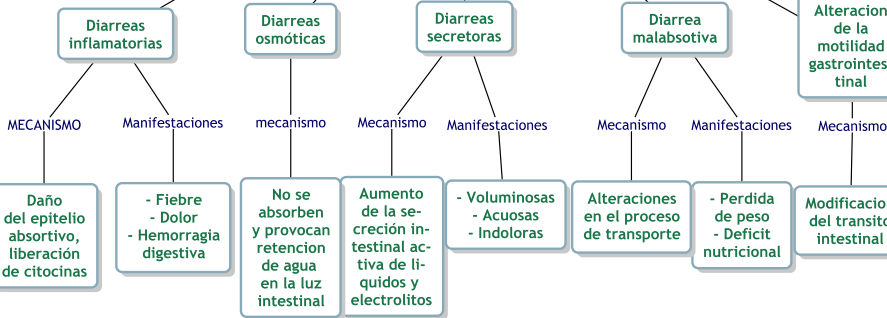 Diarreas
inflamatorias
Diarreas
osmóticas
Diarreas
secretoras
Diarrea
malabsotiva
Alteracion
de la
motilidad
gastrointes
tinal
MECANISMO
Manifestaciones
mecanismo
Mecanismo
Manifestaciones
Mecanismo
Manifestaciones
Mecanismo
Daño
del epitelio
absortivo,
liberación
de citocinas
- Fiebre
- Dolor
- Hemorragia
digestiva
No se
absorben
y provocan
retencion
de agua
en la luz
intestinal
Aumento
de la se-
creción in-
testinal ac-
tiva de li-
quidos y
electrolitos
- Voluminosas
- Acuosas
- Indoloras
Alteraciones
en el proceso
de transporte
- Perdida
de peso
- Deficit
nutricional
Modificacio
del transito
intestinal